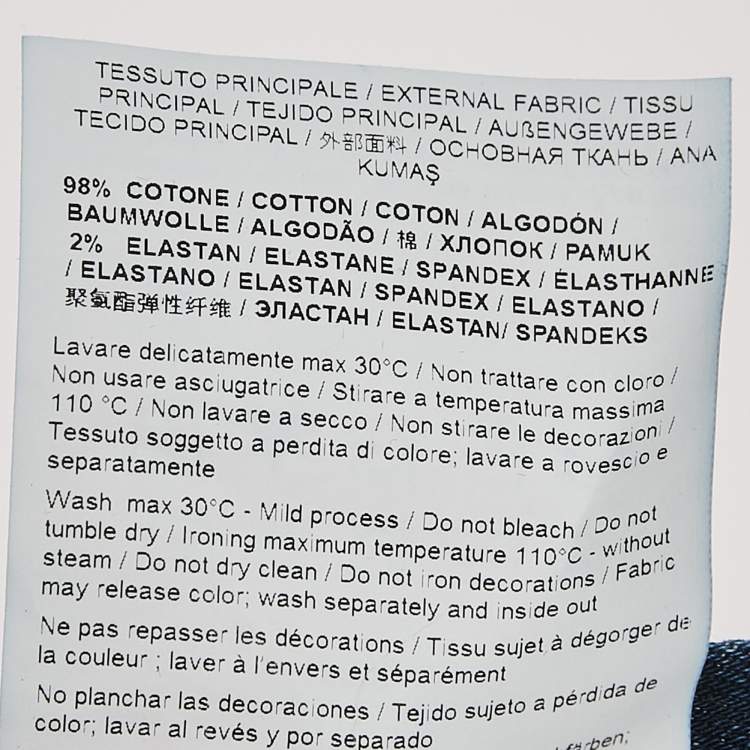 TESSUTO PRINCIPALE / EXTERNAL FABRIC / TISSU
PRINCIPAL / TEJIDO PRINCIPAL / AUßENGEWEBE /
TECIDO PRINCIPAL / 外部面料 / ОСНОВНАЯ ТКАНЬ / ANA
KUMAŞ
98% COTONE / COTTON / COTON / ALGODÓN /
BAUMWOLLE / ALGODÃO / 棉 / ХЛОПОК / PAMUK
2% ELASTAN / ELASTANE / SPANDEX / ÉLASTHANNE
/ ELASTANO / ELASTAN / SPANDEX / ELASTANO /
聚氨酯弹性纤维 / ЭЛАСТАН / ELASTAN/ SPANDEKS
Lavare delicatamente max 30°C / Non trattare con cloro /
Non usare asciugatrice / Stirare a temperatura massima
110 °C / Non lavare a secco / Non stirare le decorazioni /
Tessuto soggetto a perdita di colore; lavare a rovescio e
separatamente
Wash max 30°C - Mild process / Do not bleach / Do not
tumble dry / Ironing maximum temperature 110°C - without
steam / Do not dry clean / Do not iron decorations / Fabric
may release color; wash separately and inside out
Ne pas repasser les décorations / Tissu sujet à dégorger de
la couleur ; laver à l'envers et séparément
No planchar las decoraciones / Tejido sujeto a pérdida de
color; lavar al revés y por separado
färben;